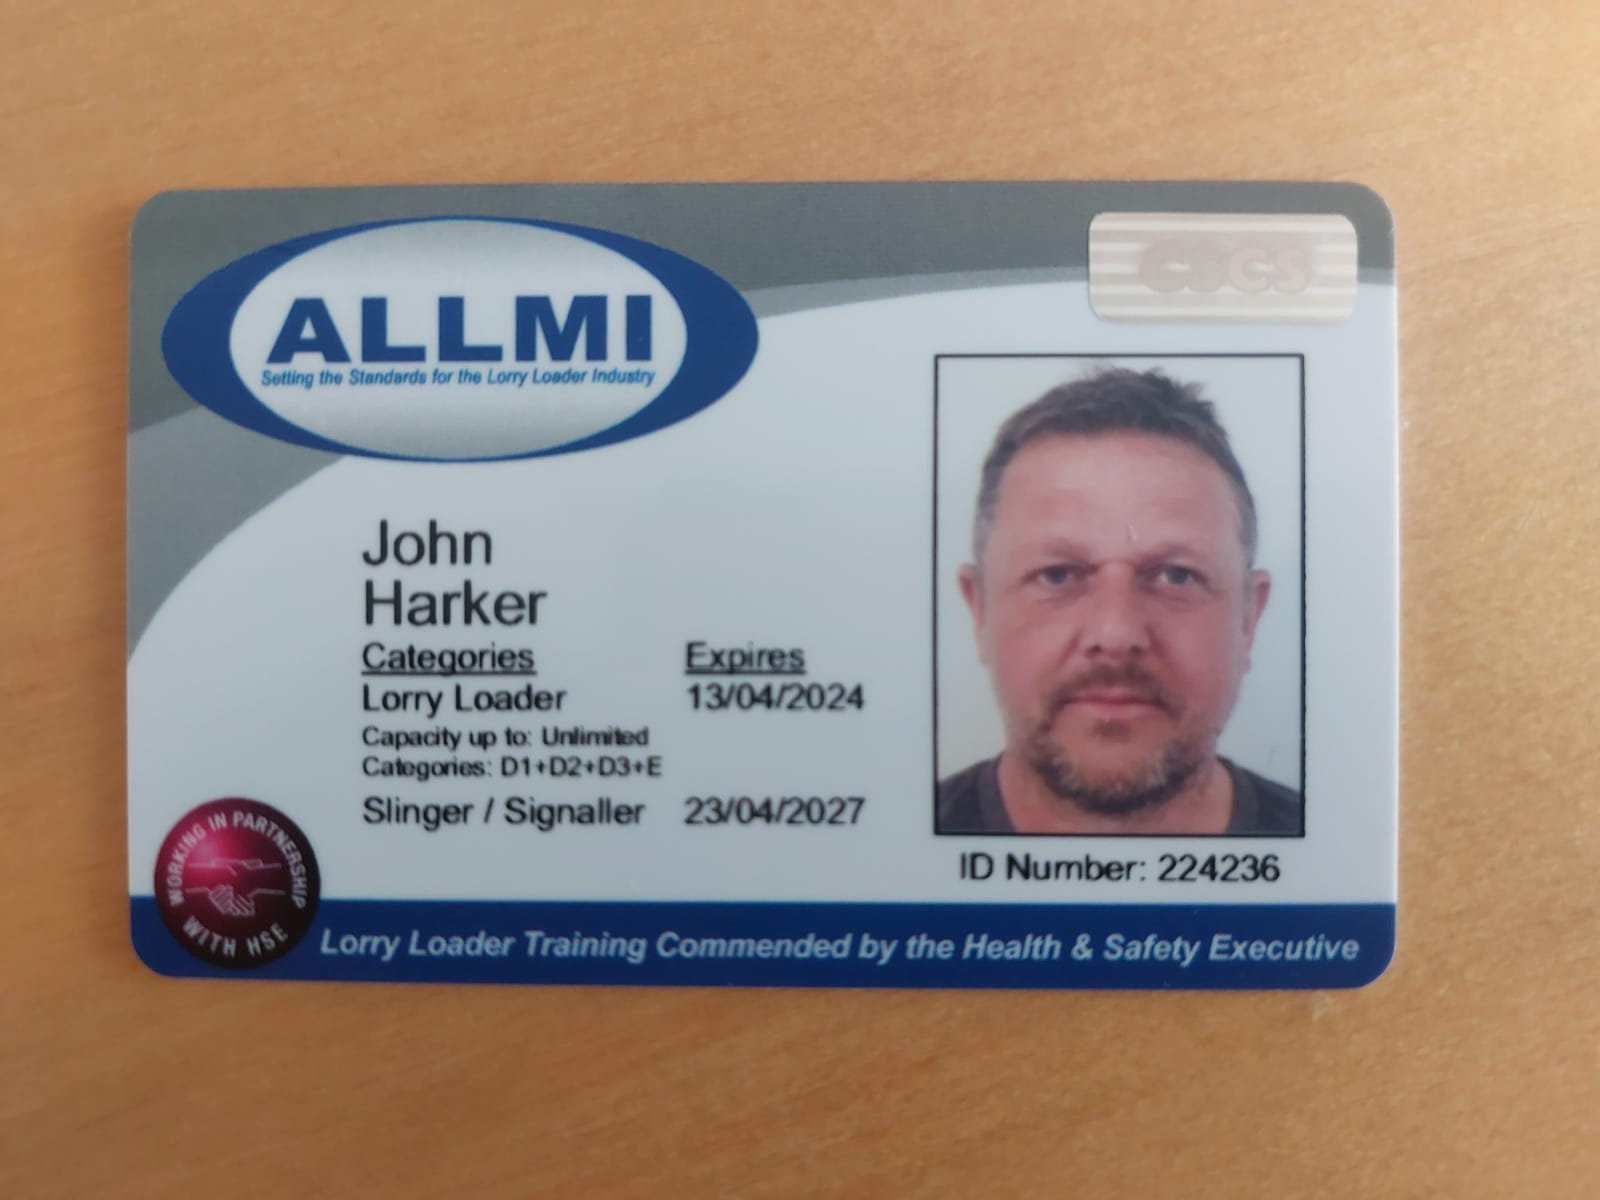 ALLMI
Setting the Standards for the Lorry Loader Industry
CSCS
John
Harker
Categories Expires
Lorry Loader 13/04/2024
Capacity up to: Unlimited
Categories: D1+D2+D3+E
Slinger / Signaller 23/04/2027
ID Number: 224236
WORKING IN PARTNERSHIP
WITH HSE
Lorry Loader Training Commended by the Health & Safety Executive